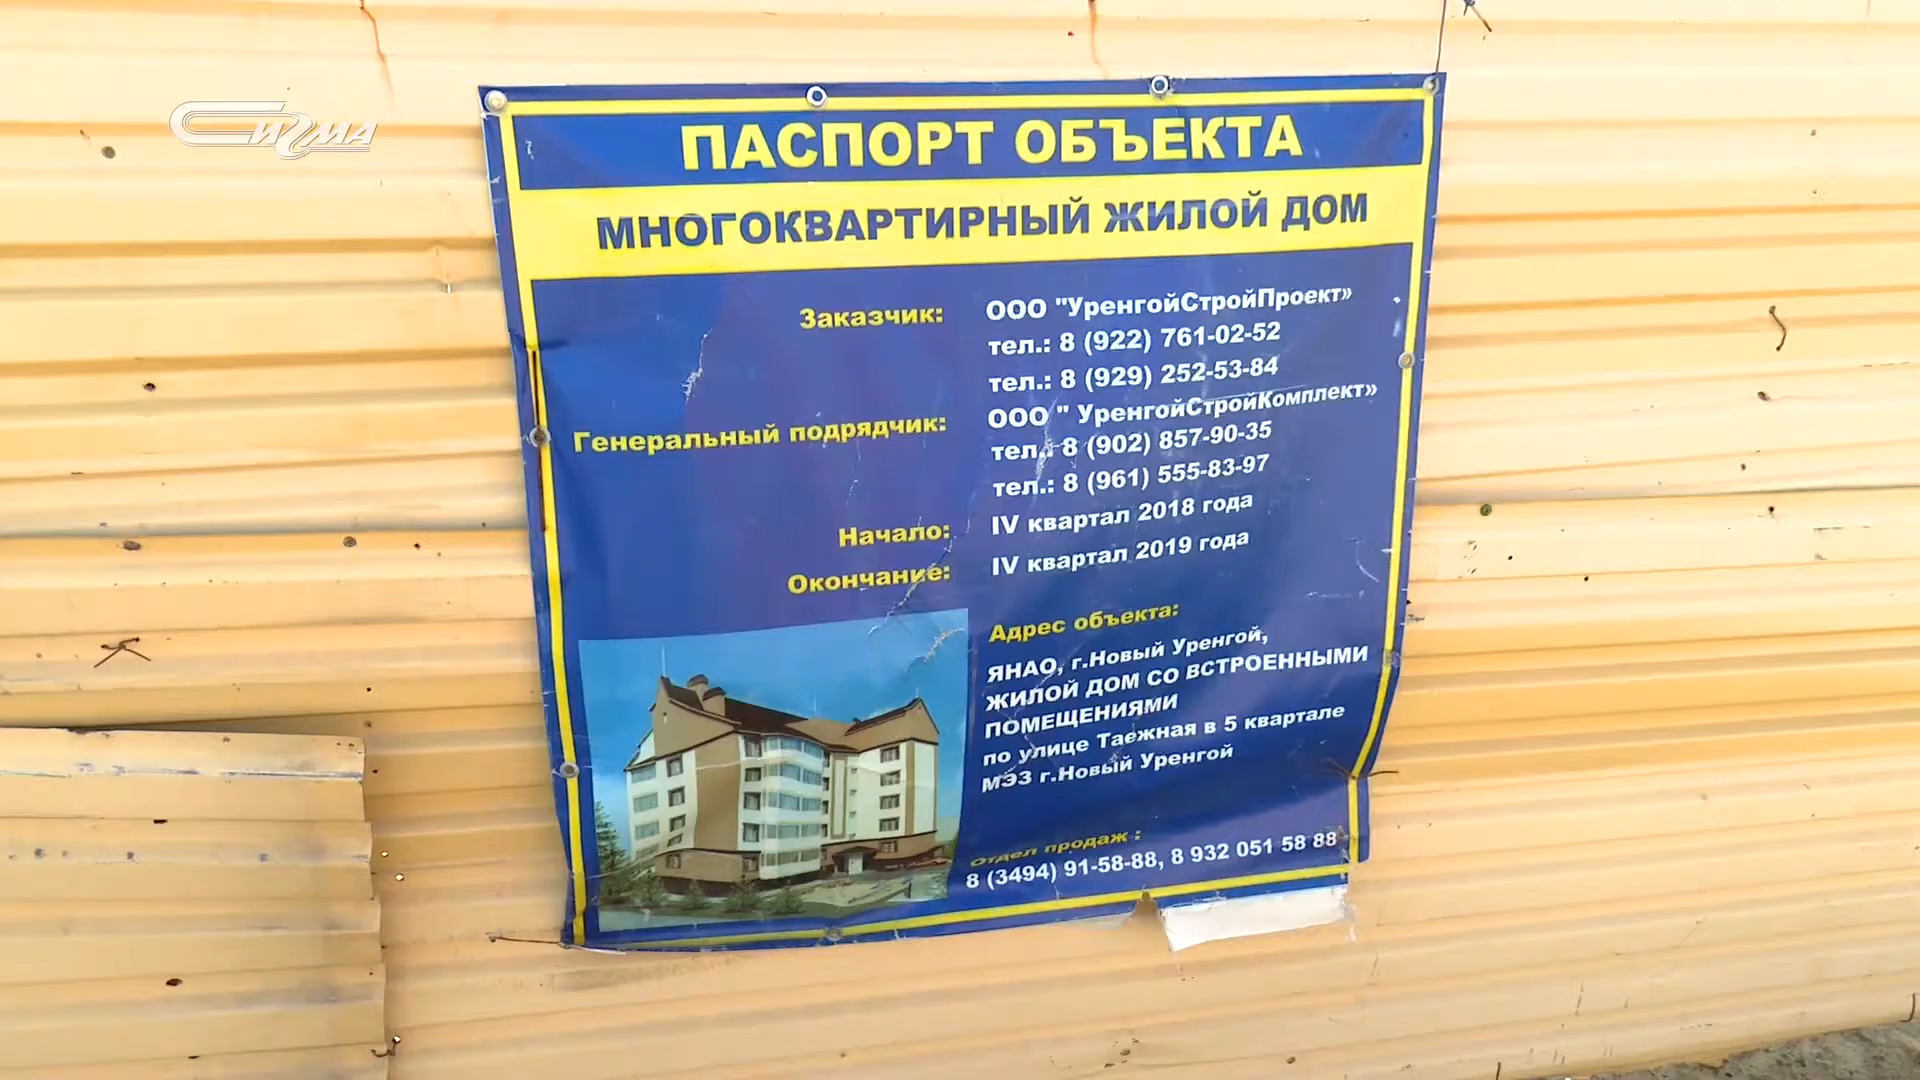 Сигма
ПАСПОРТ ОБЪЕКТА
МНОГОКВАРТИРНЫЙ ЖИЛОЙ ДОМ
Заказчик:
ООО "УренгойСтройПроект»
тел.: 8 (922) 761-02-52
тел.: 8 (929) 252-53-84
Генеральный подрядчик:
ООО " УренгойСтройКомплект»
тел.: 8 (902) 857-90-35
тел.: 8 (961) 555-83-97
Начало:
IV квартал 2018 года
Окончание:
IV квартал 2019 года
Адрес объекта:
ЯНАО, г.Новый Уренгой,
ЖИЛОЙ ДОМ СО ВСТРОЕННЫМИ
ПОМЕЩЕНИЯМИ
по улице Таежная в 5 квартале
МЭЗ г.Новый Уренгой
Отдел продаж :
8 (3494) 91-58-88, 8 932 051 58 88